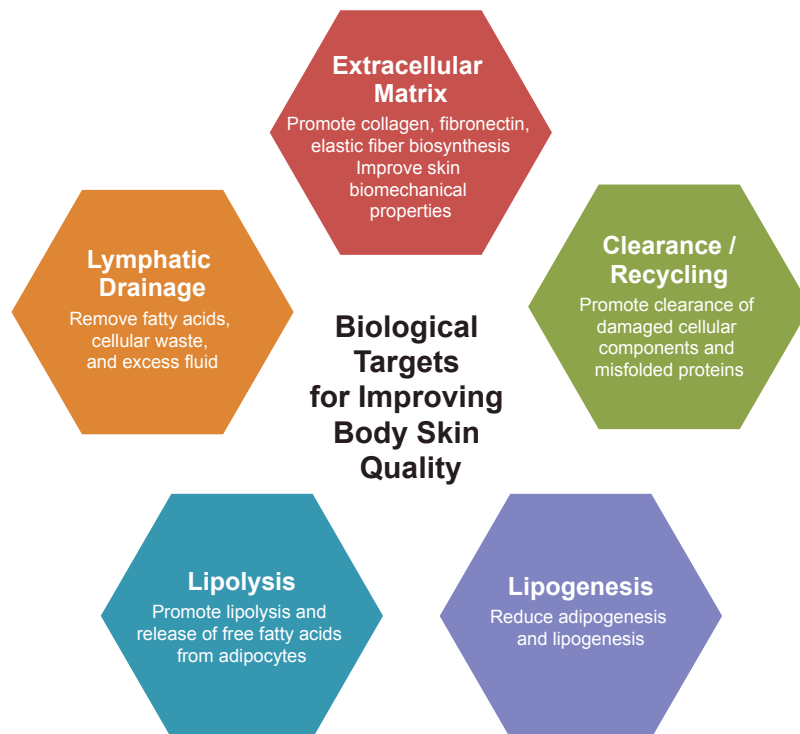 Extracellular
Matrix
Promote collagen, fibronectin,
elastic fiber biosynthesis
Improve skin
biomechanical
properties
Lymphatic
Drainage
Remove fatty acids,
cellular waste,
and excess fluid
Clearance /
Recycling
Promote clearance of
damaged cellular
components and
misfolded proteins
Biological
Targets
for Improving
Body Skin
Quality
Lipolysis
Promote lipolysis and
release of free fatty acids
from adipocytes
Lipogenesis
Reduce adipogenesis
and lipogenesis